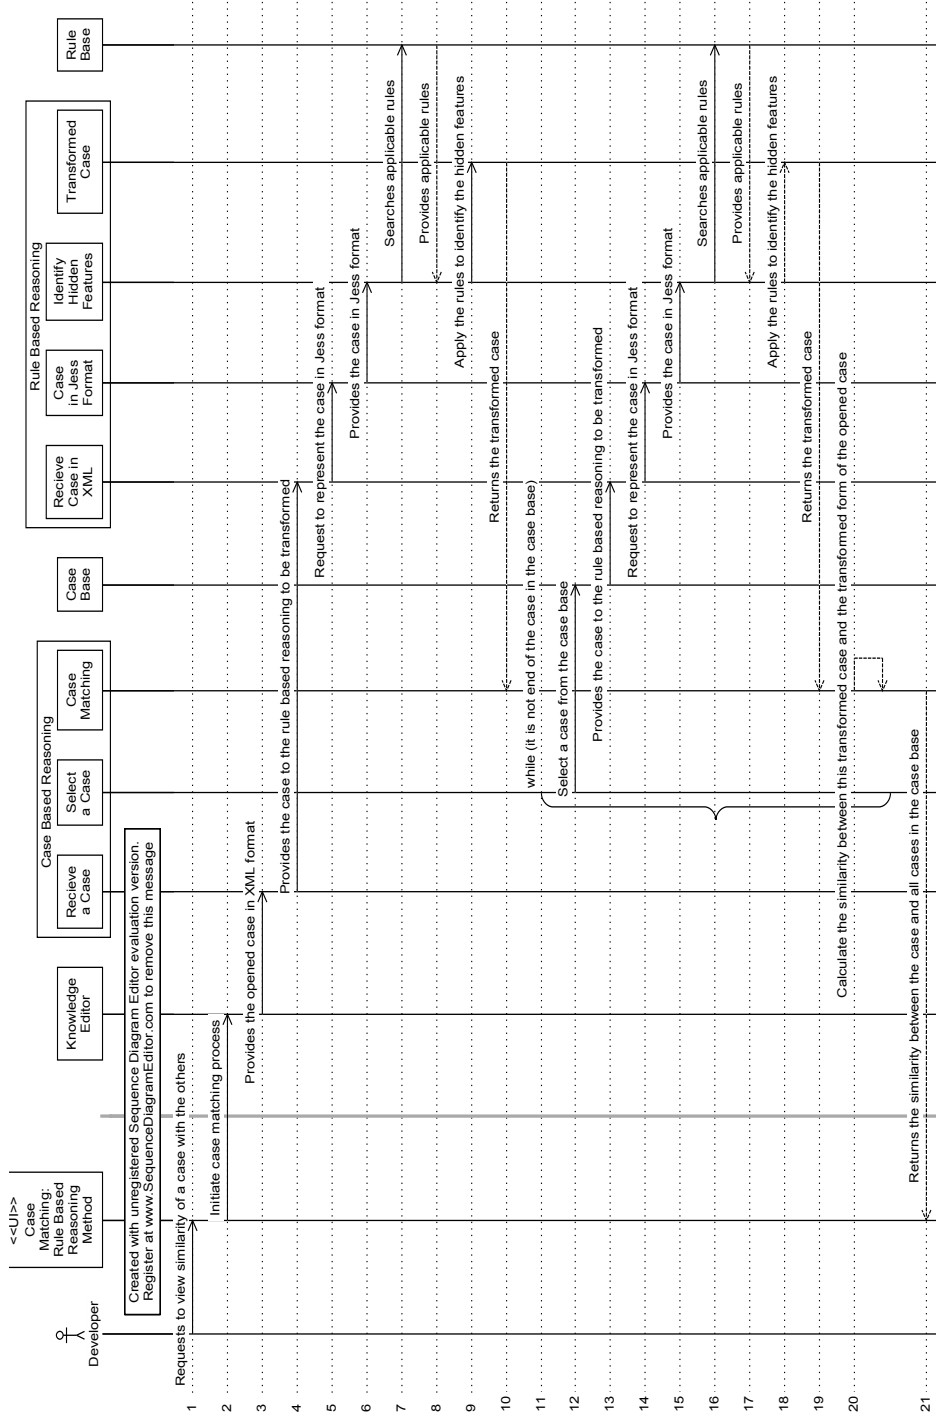 Developer
<<UI>>
Case
Matching:
Rule Based
Reasoning
Method
Knowledge
Editor
Case Based Reasoning
Recieve
a Case
Select
a Case
Case
Matching
Case
Base
Rule Based Reasoning
Recieve
Case in
XML
Case
in Jess
Format
Identify
Hidden
Features
Transformed
Case
Rule
Base
Created with unregistered Sequence Diagram Editor evaluation version.
Register at www.SequenceDiagramEditor.com to remove this message
Requests to view similarity of a case with the others
1
Initiate case matching process
2
Provides the opened case in XML format
3
Provides the case to the rule based reasoning to be transformed
4
Request to represent the case in Jess format
5
Provides the case in Jess format
6
Searches applicable rules
7
Provides applicable rules
8
Apply the rules to identify the hidden features
9
Returns the transformed case
10
while (it is not end of the case in the case base)
11
Select a case from the case base
12
Provides the case to the rule based reasoning to be transformed
13
Request to represent the case in Jess format
14
Provides the case in Jess format
15
Searches applicable rules
16
Provides applicable rules
17
Apply the rules to identify the hidden features
18
Returns the transformed case
19
Calculate the similarity between this transformed case and the transformed form of the opened case
20
Returns the similarity between the case and all cases in the case base
21